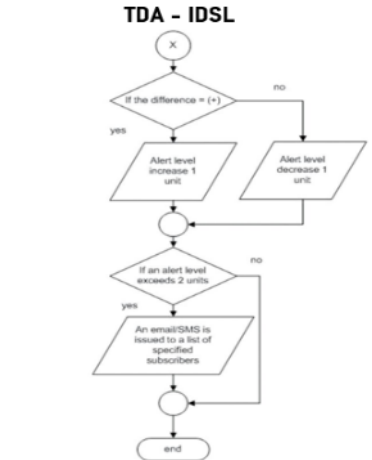 TDA - IDSL
X
If the difference = (+)
no
yes
Alert level
increase 1
unit
Alert level
decrease 1
unit
If an alert level
exceeds 2 units
no
yes
An email/SMS is
issued to a list of
specified
subscribers
end